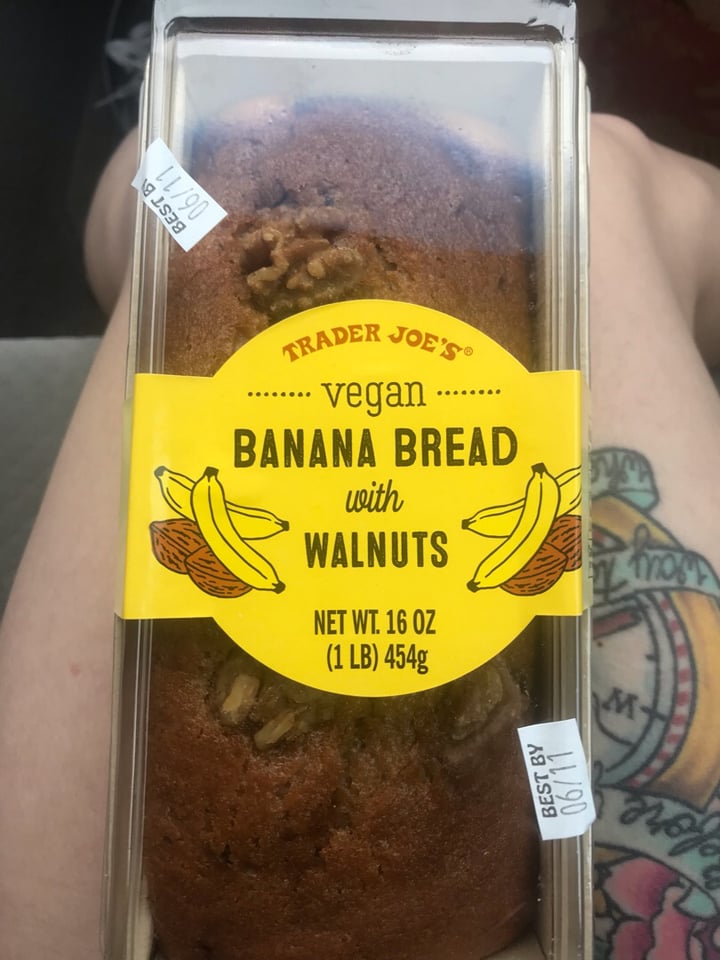 BEST BY
06/11
TRADER JOE'S®
vegan
BANANA BREAD
with
WALNUTS
NET WT. 16 OZ
(1 LB) 454g
BEST BY
06/11
way
W